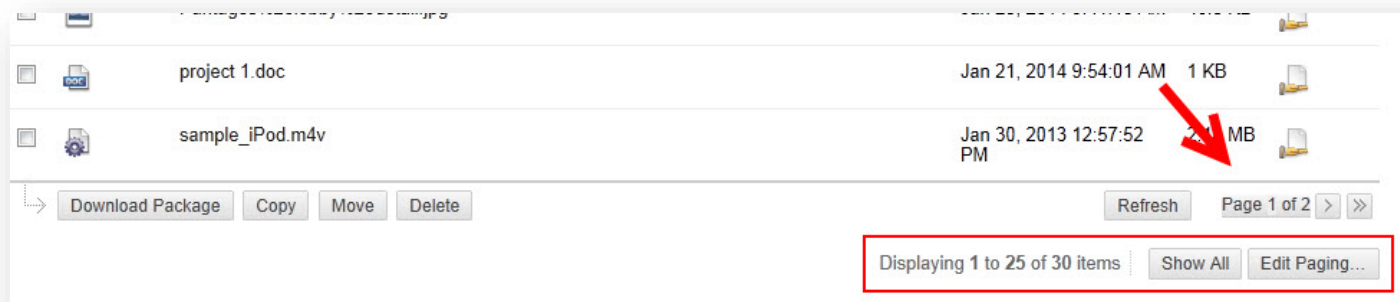 project 1.doc Jan 21, 2014 9:54:01 AM 1 KB
DOC
sample_iPod.m4v Jan 30, 2013 12:57:52 MB
PM
Download Package Copy Move Delete Refresh Page 1 of 2 > >>
Displaying 1 to 25 of 30 items Show All Edit Paging...